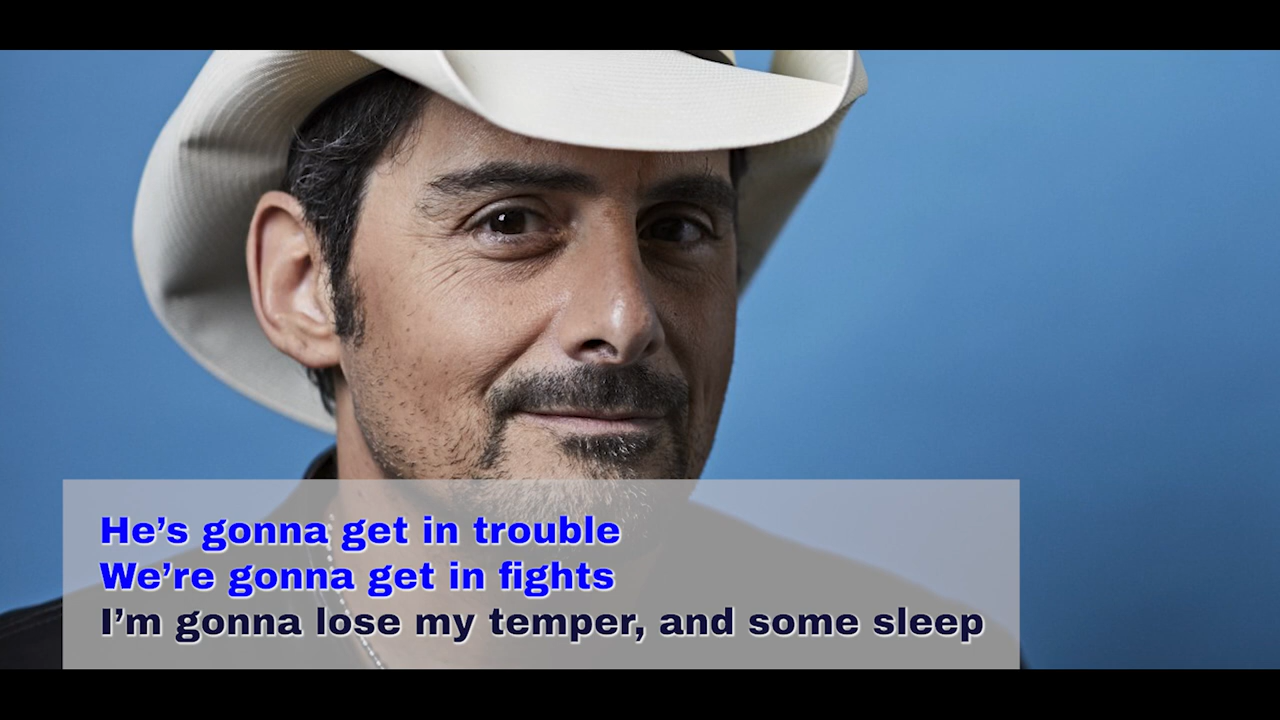 He’s gonna get in trouble
We’re gonna get in fights
I’m gonna lose my temper, and some sleep